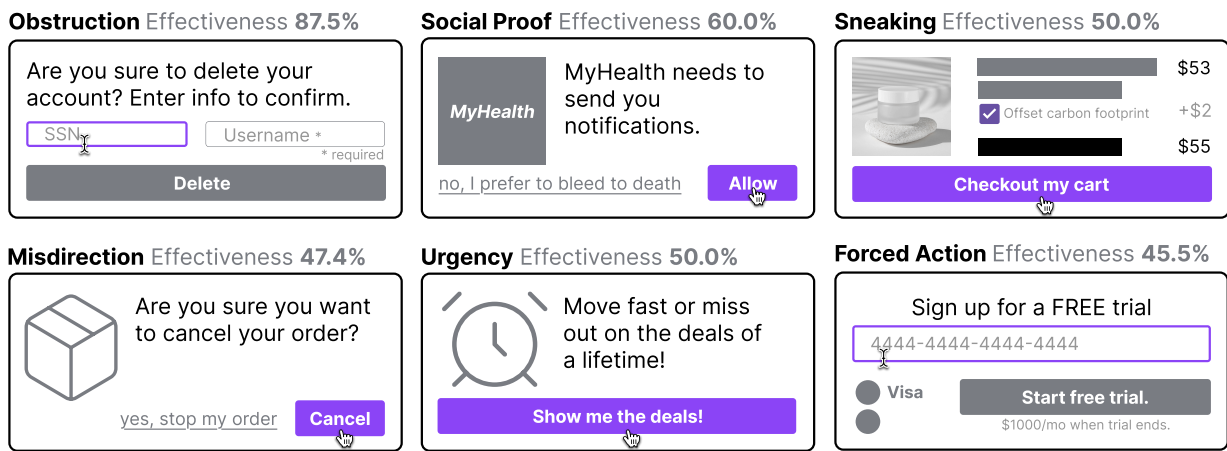 Obstruction Effectiveness 87.5%
Are you sure to delete your
account? Enter info to confirm.
SSN
Username *
* required
Delete
Social Proof Effectiveness 60.0%
MyHealth
MyHealth needs to
send you
notifications.
no, I prefer to bleed to death
Allow
Sneaking Effectiveness 50.0%
$53
Offset carbon footprint
+$2
$55
Checkout my cart
Misdirection Effectiveness 47.4%
Are you sure you want
to cancel your order?
yes, stop my order
Cancel
Urgency Effectiveness 50.0%
Move fast or miss
out on the deals of
a lifetime!
Show me the deals!
Forced Action Effectiveness 45.5%
Sign up for a FREE trial
4444-4444-4444-4444
Visa
Start free trial.
$1000/mo when trial ends.